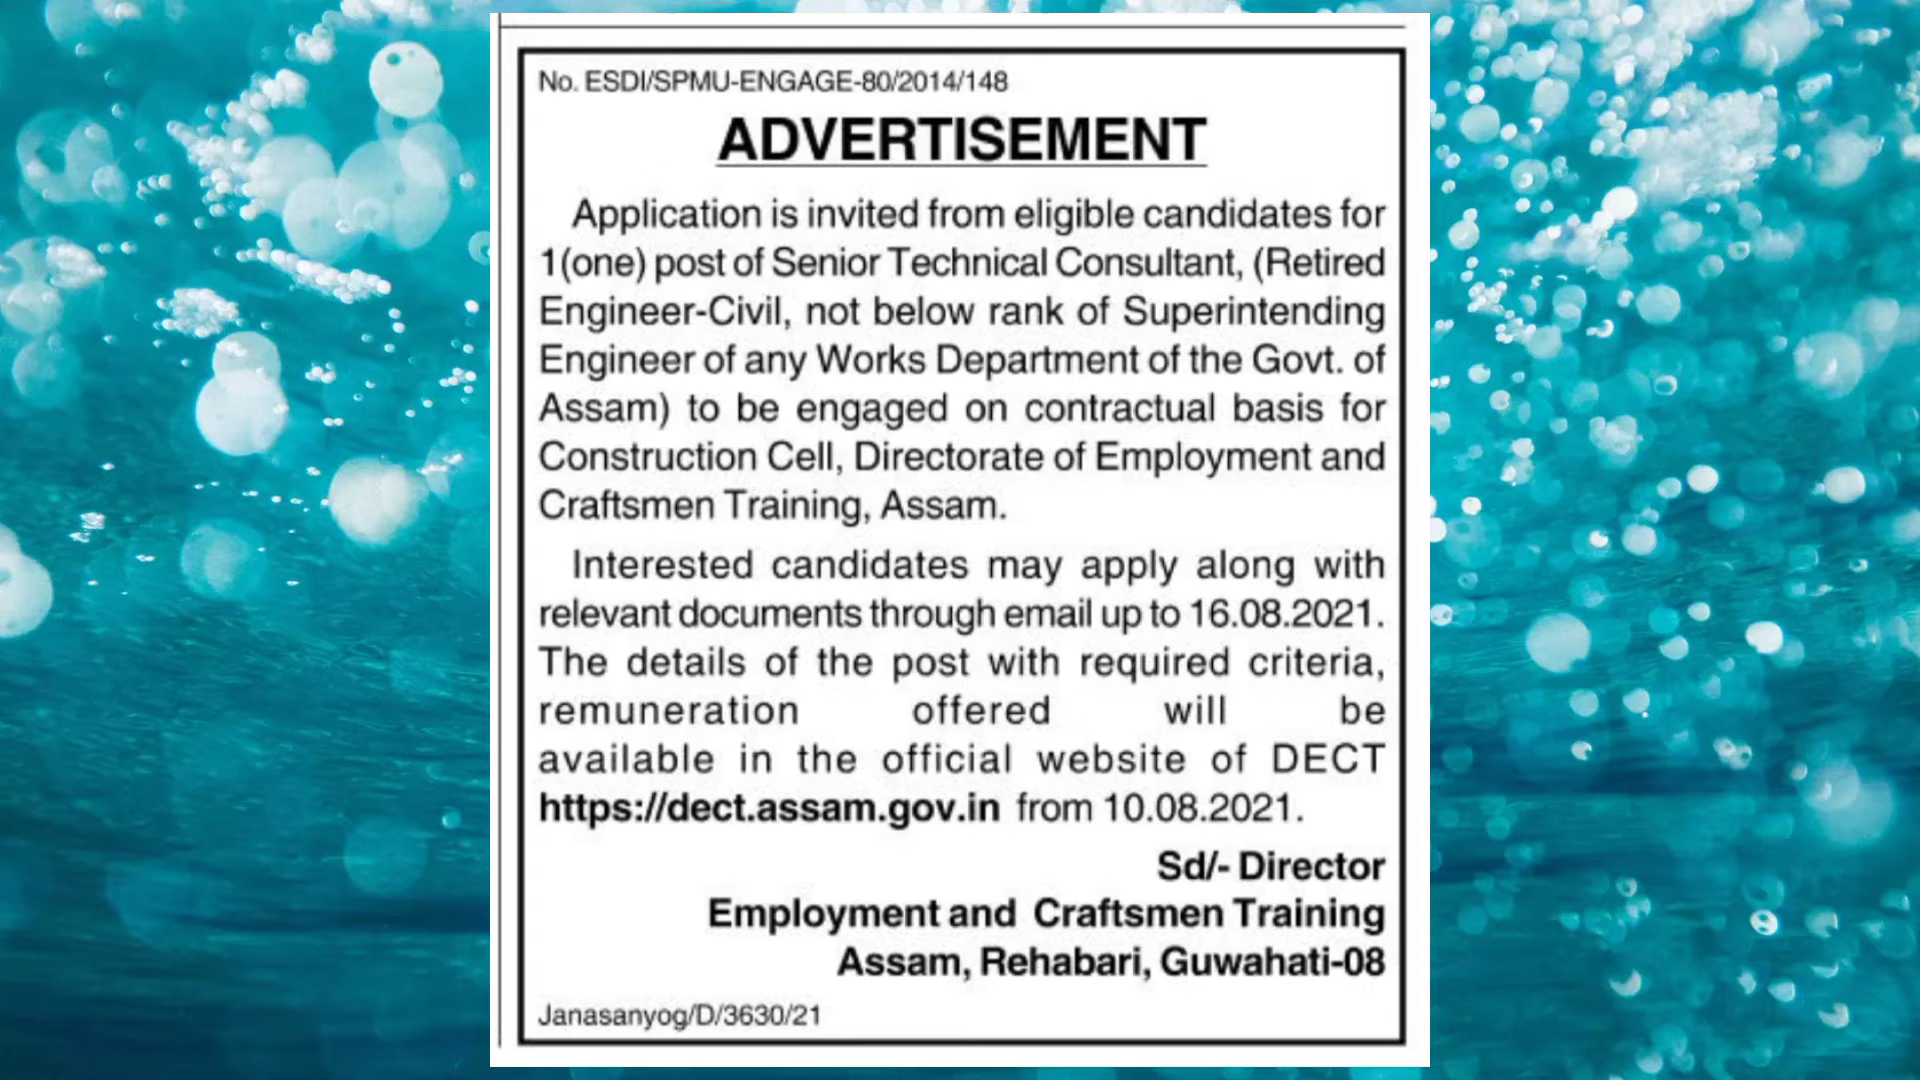 No. ESDI/SPMU-ENGAGE-80/2014/148
ADVERTISEMENT
Application is invited from eligible candidates for
1(one) post of Senior Technical Consultant, (Retired
Engineer-Civil, not below rank of Superintending
Engineer of any Works Department of the Govt. of
Assam) to be engaged on contractual basis for
Construction Cell, Directorate of Employment and
Craftsmen Training, Assam.
Interested candidates may apply along with
relevant documents through email up to 16.08.2021.
The details of the post with required criteria,
remuneration offered will be
available in the official website of DECT
https://dect.assam.gov.in from 10.08.2021.
Sd/- Director
Employment and Craftsmen Training
Assam, Rehabari, Guwahati-08
Janasanyog/D/3630/21